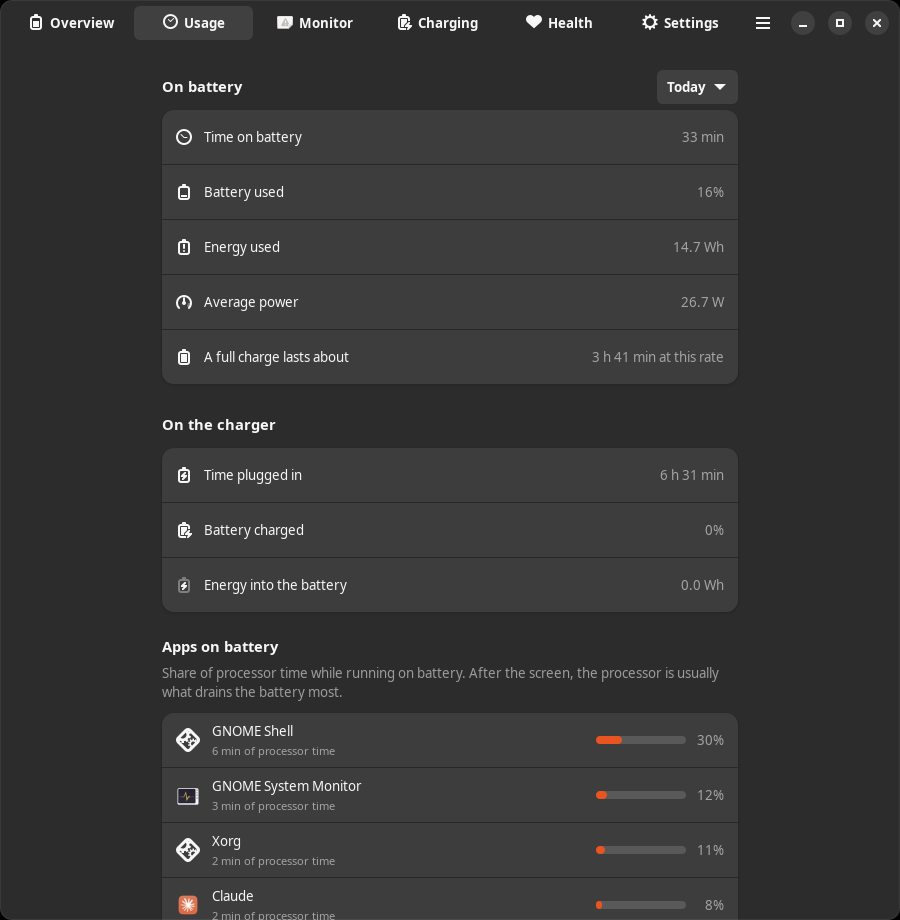 Overview
Usage
Monitor
Charging
Health
Settings
On battery
Today
Time on battery
33 min
Battery used
16%
Energy used
14.7 Wh
Average power
26.7 W
A full charge lasts about
3 h 41 min at this rate
On the charger
Time plugged in
6 h 31 min
Battery charged
0%
Energy into the battery
0.0 Wh
Apps on battery
Share of processor time while running on battery. After the screen, the processor is usually
what drains the battery most.
GNOME Shell
6 min of processor time
30%
GNOME System Monitor
3 min of processor time
12%
Xorg
2 min of processor time
11%
Claude
2 min of processor time
8%